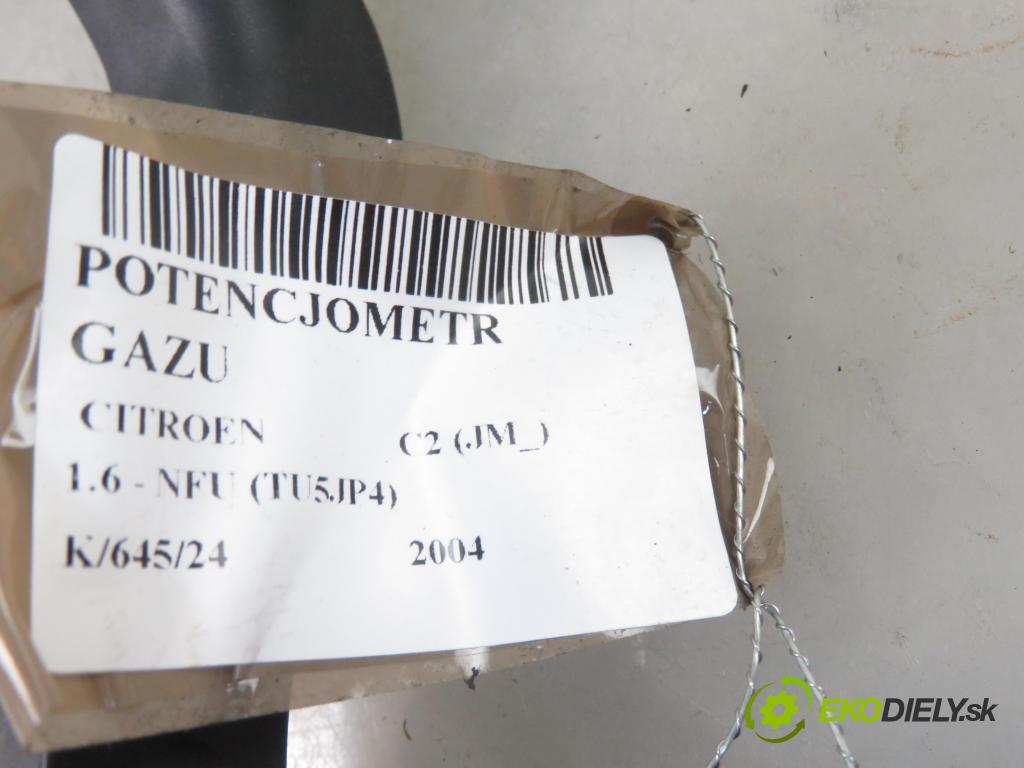 POTENCJOMETR
GAZU
CITROEN C2 (JM_)
1.6 - NFU (TU5JP4)
K/645/24 2004
EKODIELY.sk